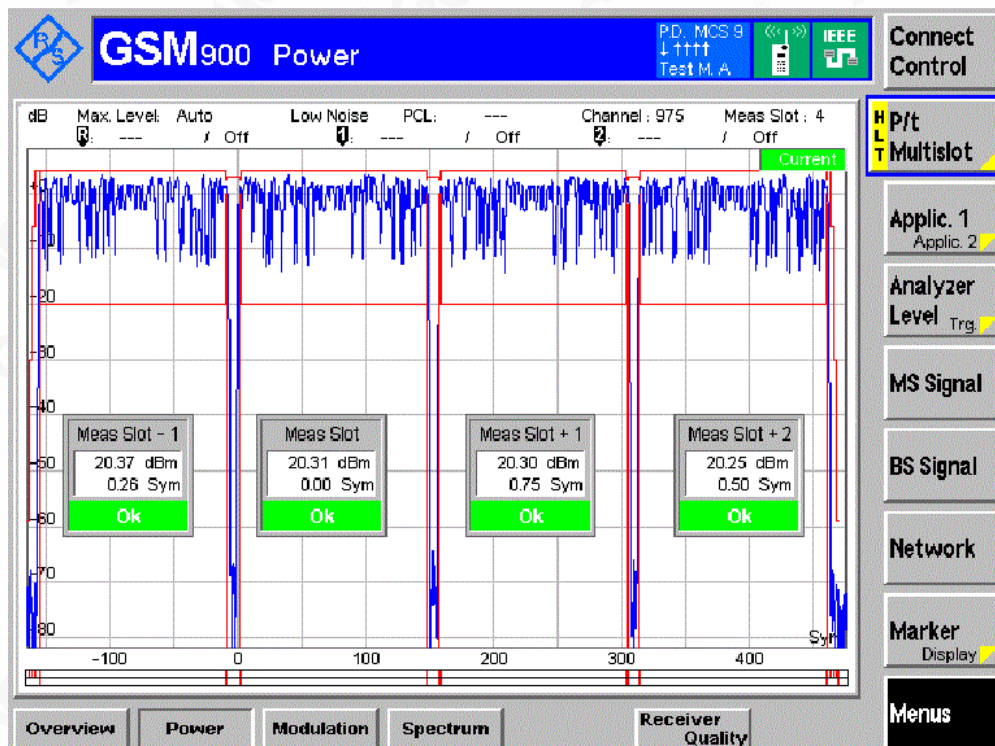 R/S
GSM900 Power
P.D. MCS 9
↓ ↑↑↑↑
Test M. A.
IEEE
dB Max. Level: Auto Low Noise PCL: --- Channel : 975 Meas Slot : 4
R: --- / Off 1: --- / Off 2: --- / Off
Current
-20
-30
-40
-50
-60
-70
-80
Meas Slot - 1
20.37 dBm
0.26 Sym
Ok
Meas Slot
20.31 dBm
0.00 Sym
Ok
Meas Slot + 1
20.30 dBm
0.75 Sym
Ok
Meas Slot + 2
20.25 dBm
0.50 Sym
Ok
Sym
-100 0 100 200 300 400
Connect
Control
HLT
P/t
Multislot
Applic. 1
Applic. 2
Analyzer
Level Trg.
MS Signal
BS Signal
Network
Marker
Display
Menus
Overview Power Modulation Spectrum Receiver
Quality